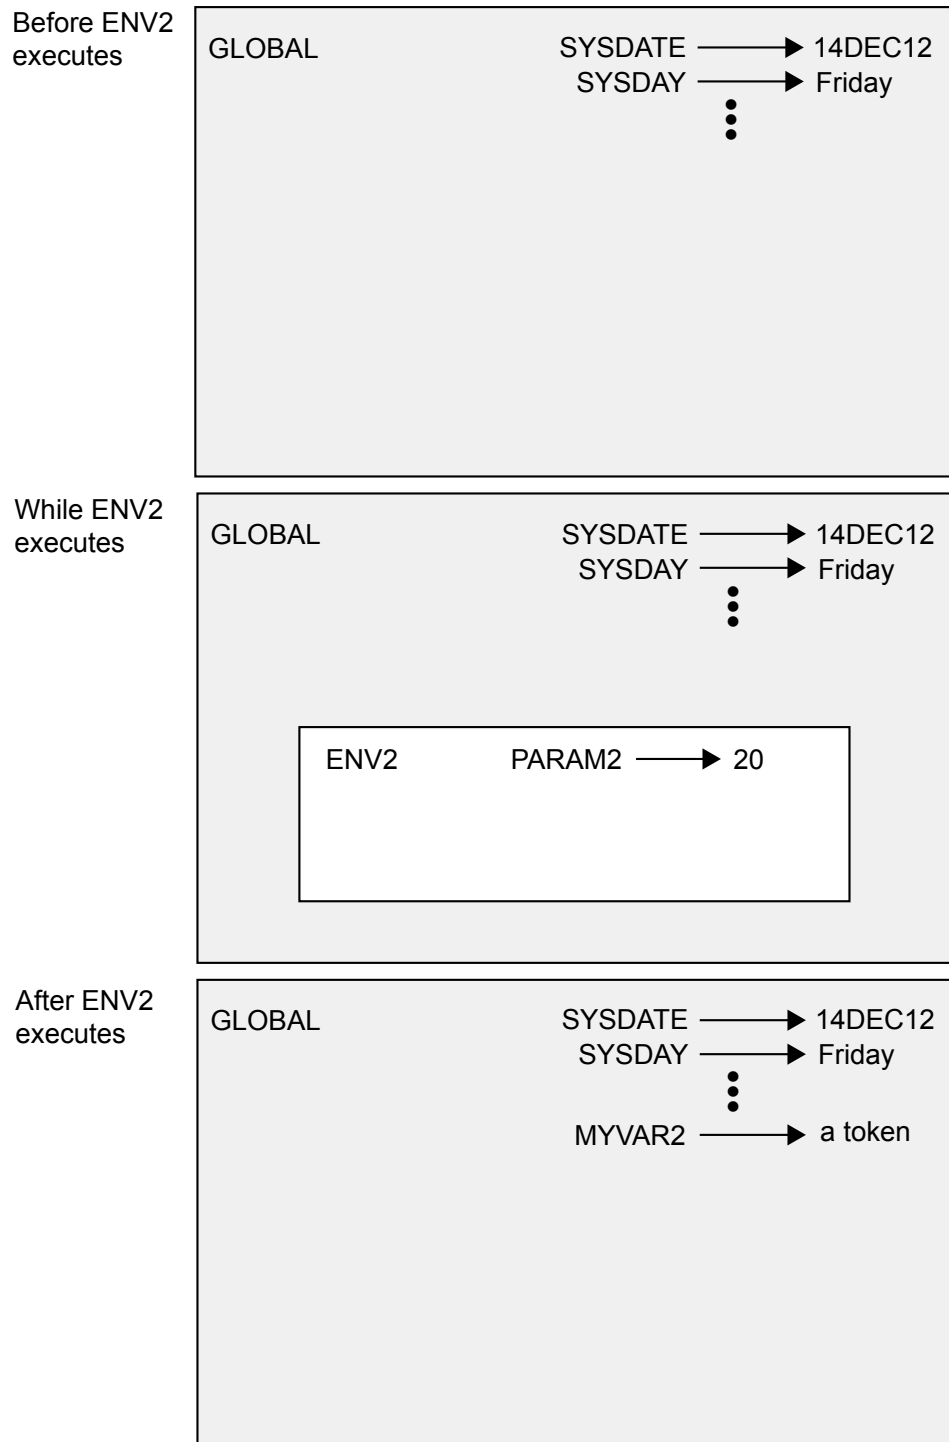 Before ENV2
executes
GLOBAL
SYSDATE 14DEC12
SYSDAY Friday
While ENV2
executes
GLOBAL
SYSDATE 14DEC12
SYSDAY Friday
ENV2 PARAM2 20
After ENV2
executes
GLOBAL
SYSDATE 14DEC12
SYSDAY Friday
MYVAR2 a token